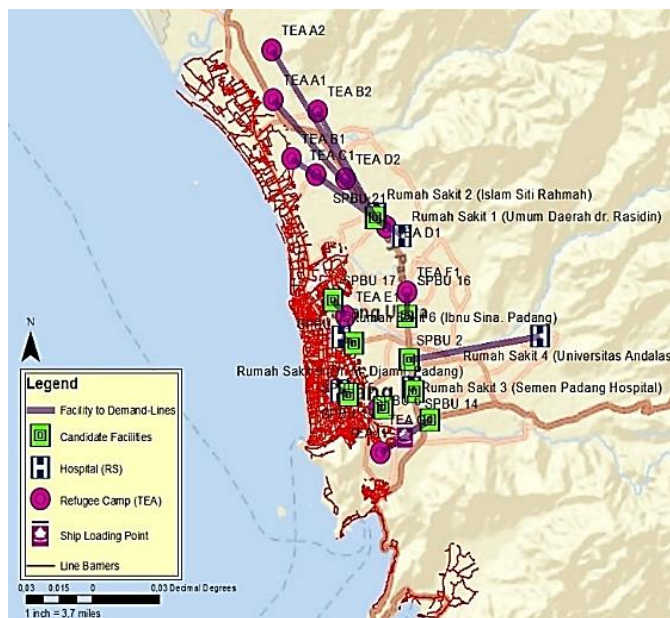 TEA A2
TEA A1
TEA B2
TEA B1
TEA C1
TEA D2
SPBU 21
Rumah Sakit 2 (Islam Siti Rahmah)
Rumah Sakit 1 (Umum Daerah dr. Rasidin)
TEA D1
TEA F1
SPBU 17
SPBU 16
TEA E1
Rumah Sakit 6 (Ibnu Sina. Padang)
SPBU 2
Rumah Sakit 4 (Universitas Andalas
Djamil, Padang)
Rumah Sakit 3 (Semen Padang Hospital)
SPBU 14
TEA G
N
Legend
Facility to Demand-Lines
Candidate Facilities
Hospital (RS)
Refugee Camp (TEA)
Ship Loading Point
Line Barriers
0,03 0,015 0 0,03 Decimal Degrees
1 inch = 3,7 miles